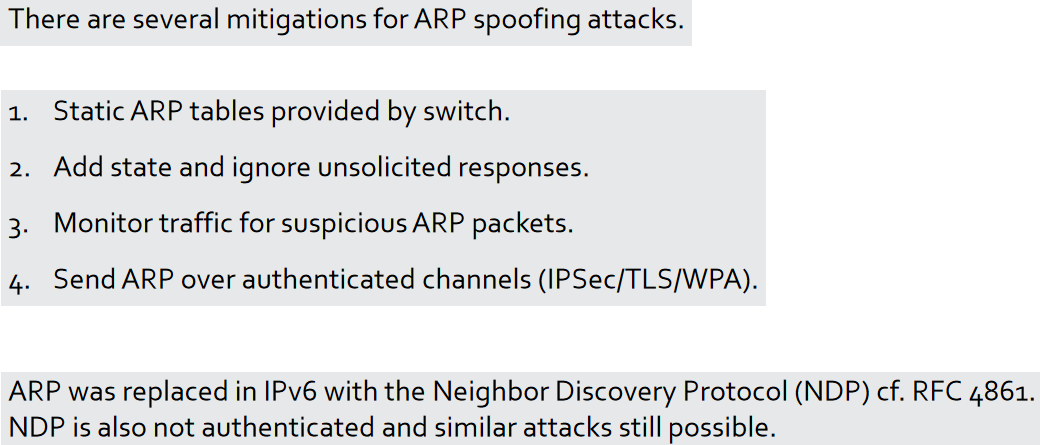 There are several mitigations for ARP spoofing attacks.
1. Static ARP tables provided by switch.
2. Add state and ignore unsolicited responses.
3. Monitor traffic for suspicious ARP packets.
4. Send ARP over authenticated channels (IPSec/TLS/WPA).
ARP was replaced in IPv6 with the Neighbor Discovery Protocol (NDP) cf. RFC 4861.
NDP is also not authenticated and similar attacks still possible.